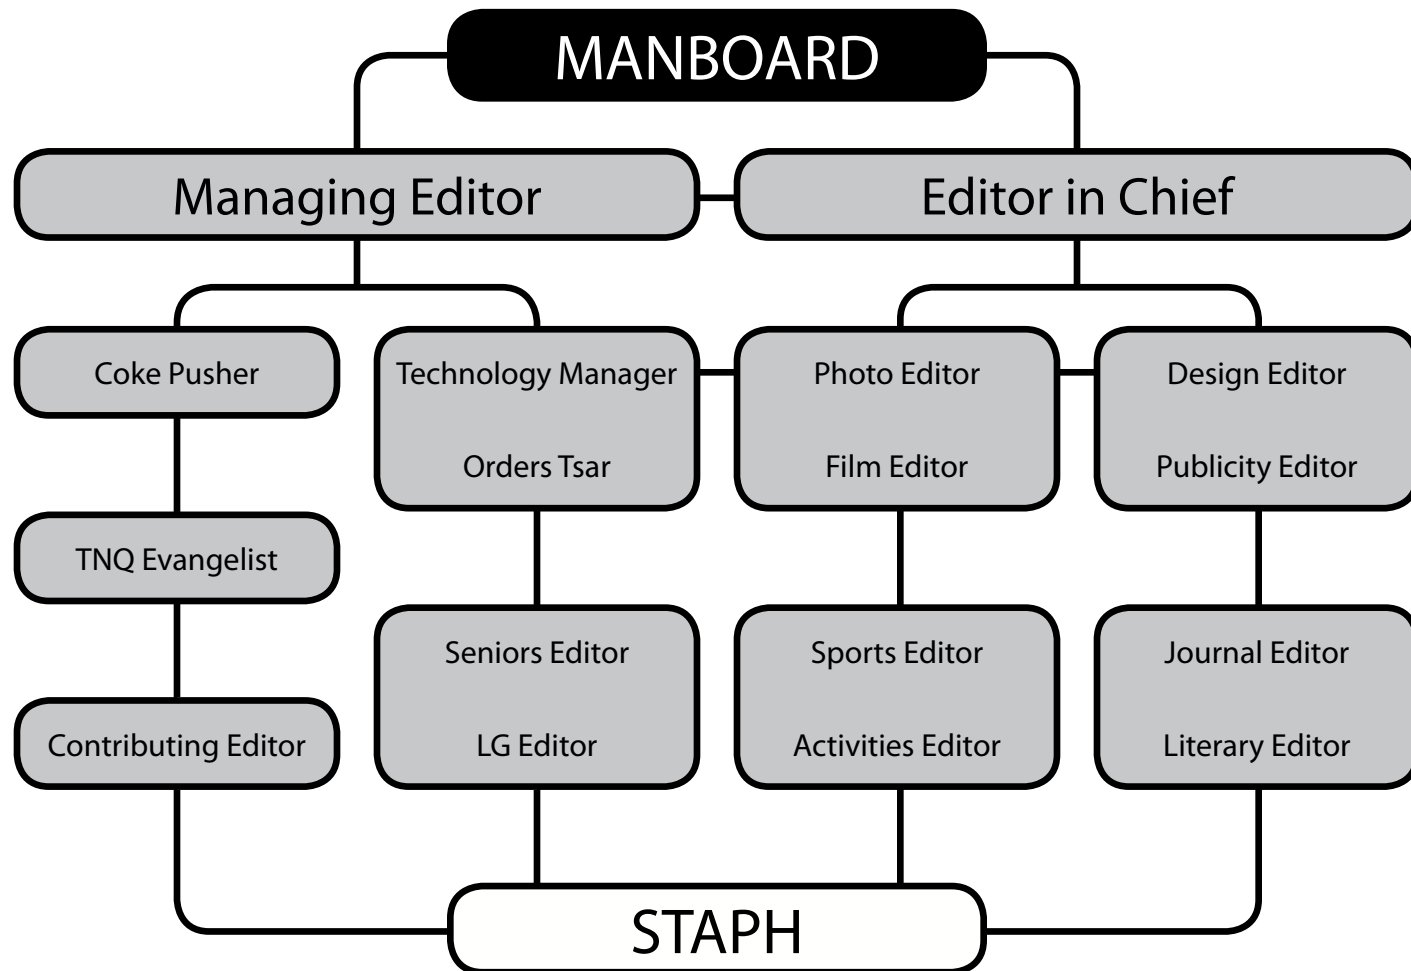 MANBOARD
Managing Editor
Editor in Chief
Coke Pusher
Technology Manager
Orders Tsar
Photo Editor
Film Editor
Design Editor
Publicity Editor
TNQ Evangelist
Contributing Editor
Seniors Editor
LG Editor
Sports Editor
Activities Editor
Journal Editor
Literary Editor
STAPH